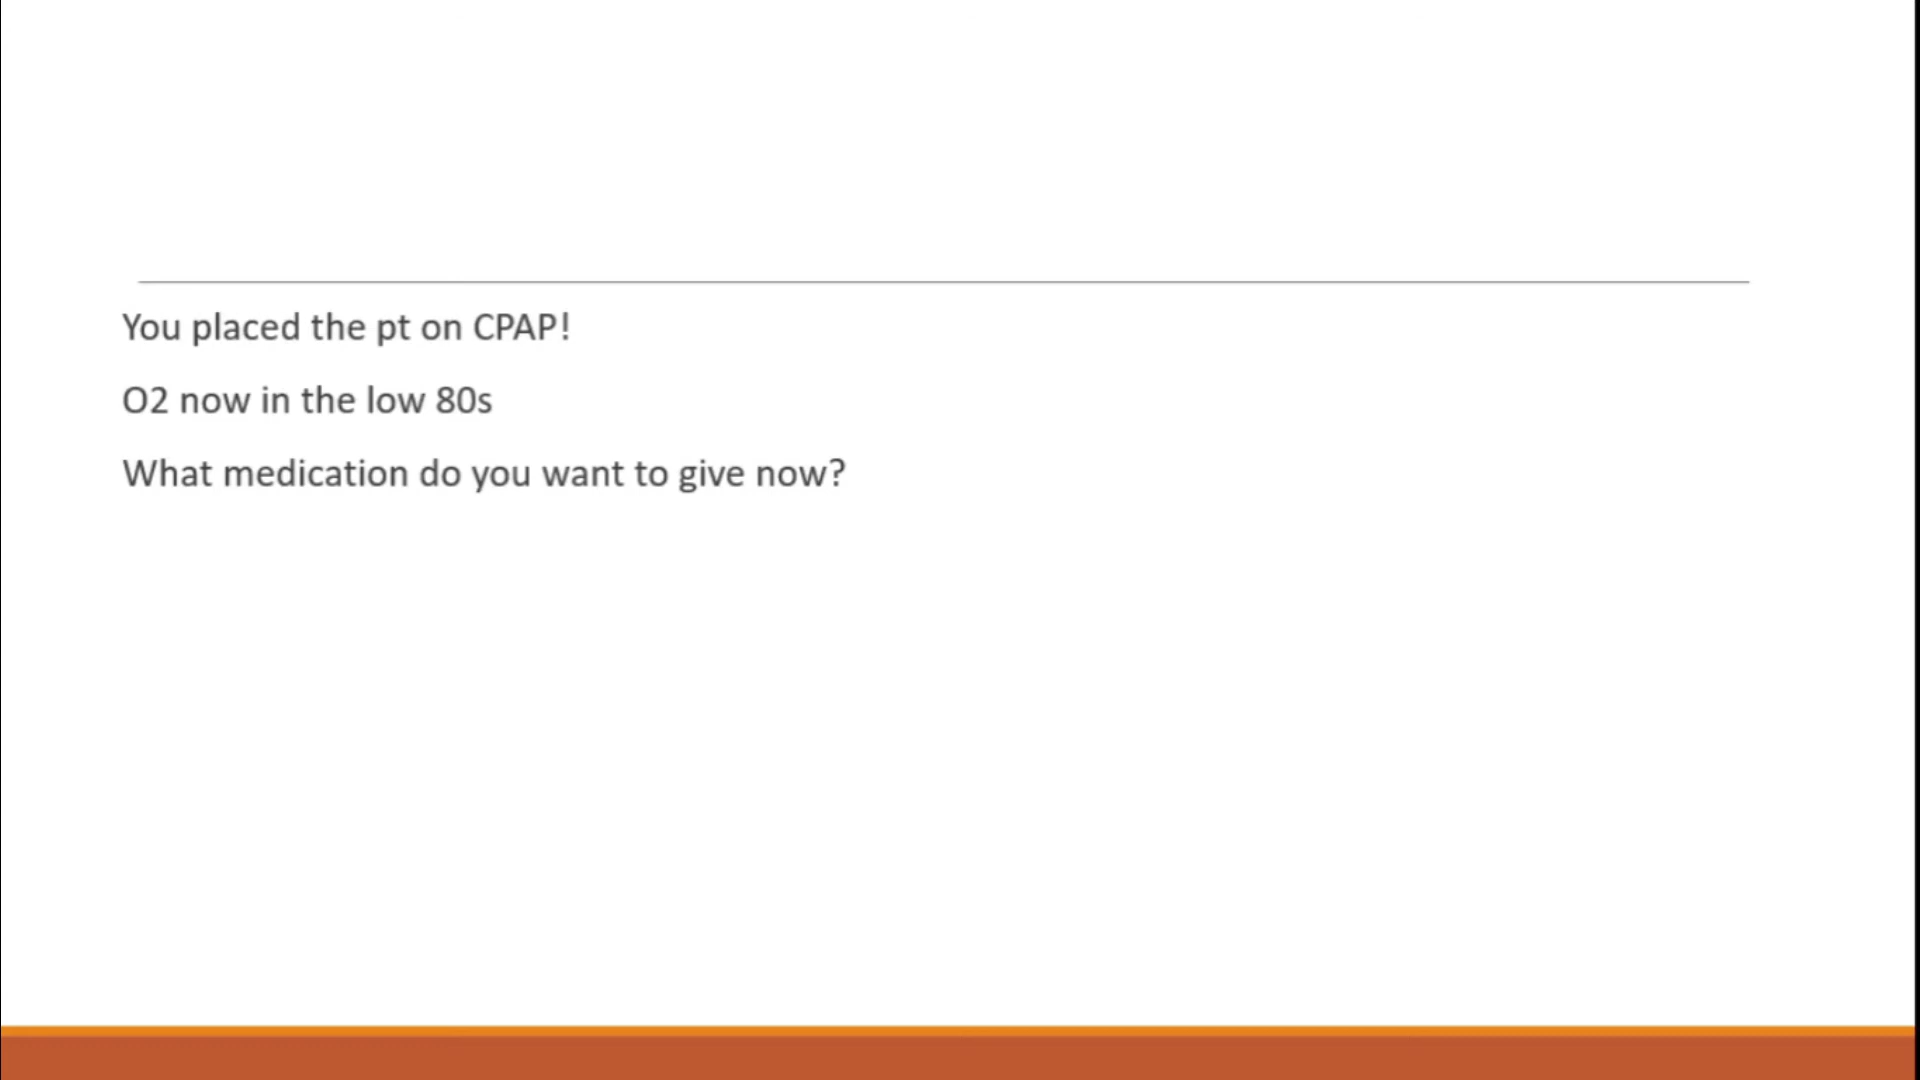 You placed the pt on CPAP!
O2 now in the low 80s
What medication do you want to give now?